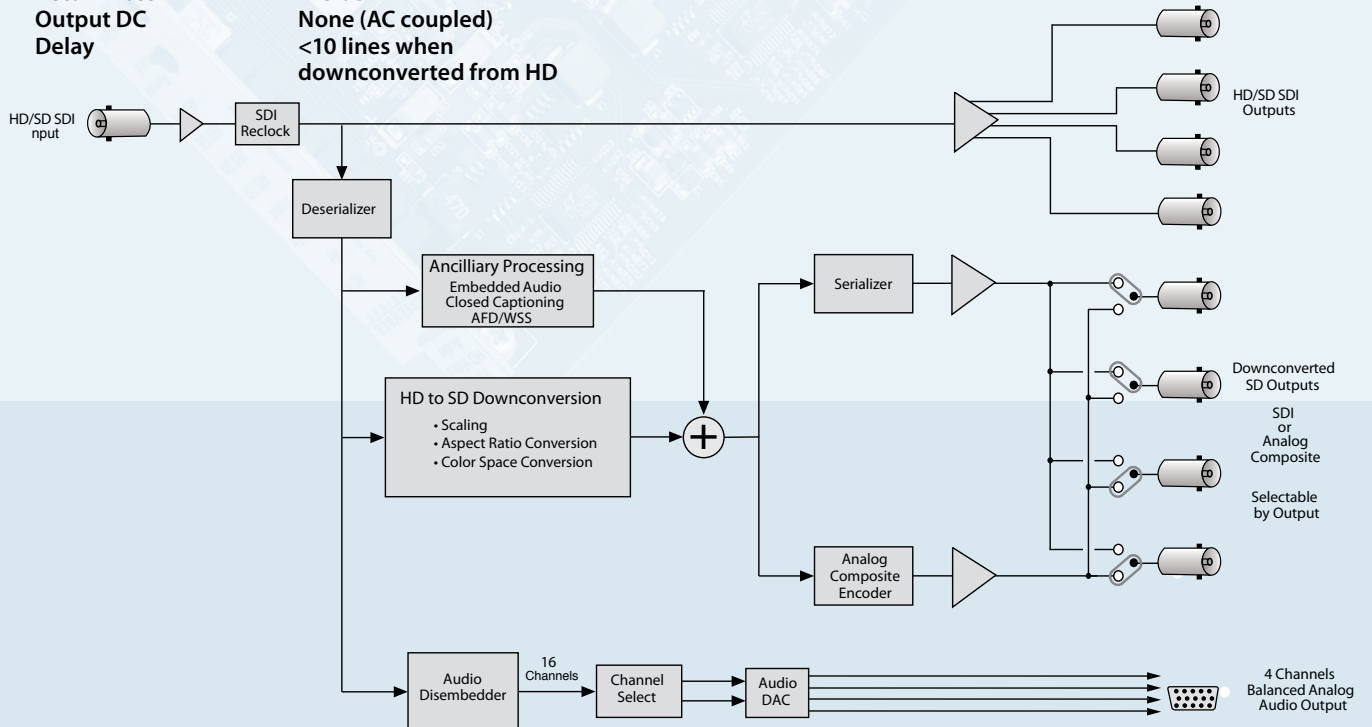 Output DC
None (AC coupled)
Delay
<10 lines when
downconverted from HD
HD/SD SDI
nput
SDI
Reclock
HD/SD SDI
Outputs
Deserializer
Ancilliary Processing
Embedded Audio
Closed Captioning
AFD/WSS
Serializer
HD to SD Downconversion
• Scaling
• Aspect Ratio Conversion
• Color Space Conversion
+
Downconverted
SD Outputs
SDI
or
Analog
Composite
Selectable
by Output
Analog
Composite
Encoder
Audio
Disembedder
16
Channels
Channel
Select
Audio
DAC
4 Channels
Balanced Analog
Audio Output